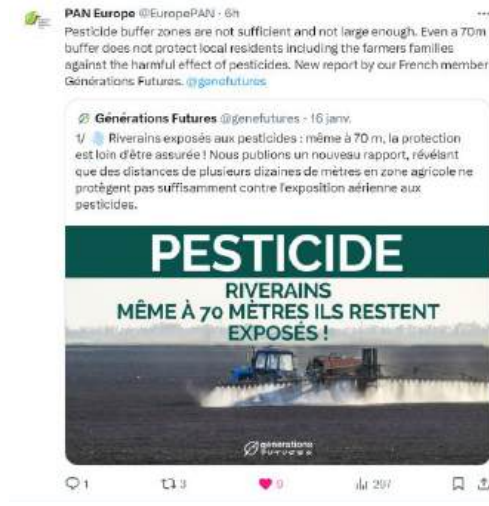 PAN Europe @EuropePAN · 6h
Pesticide buffer zones are not sufficient and not large enough. Even a 70m
buffer does not protect local residents including the farmers families
against the harmful effect of pesticides. New report by our French member
Générations Futures. @genefutures
Générations Futures @genefutures · 16 janv.
1/ Riverains exposés aux pesticides : même à 70 m, la protection
est loin d'être assurée ! Nous publions un nouveau rapport, révélant
que des distances de plusieurs dizaines de mètres en zone agricole ne
protègent pas suffisamment contre l'exposition aérienne aux
pesticides.
PESTICIDE
RIVERAINS
MÊME À 70 MÈTRES ILS RESTENT
EXPOSÉS !
générations
FUTURES
1 3 9 297